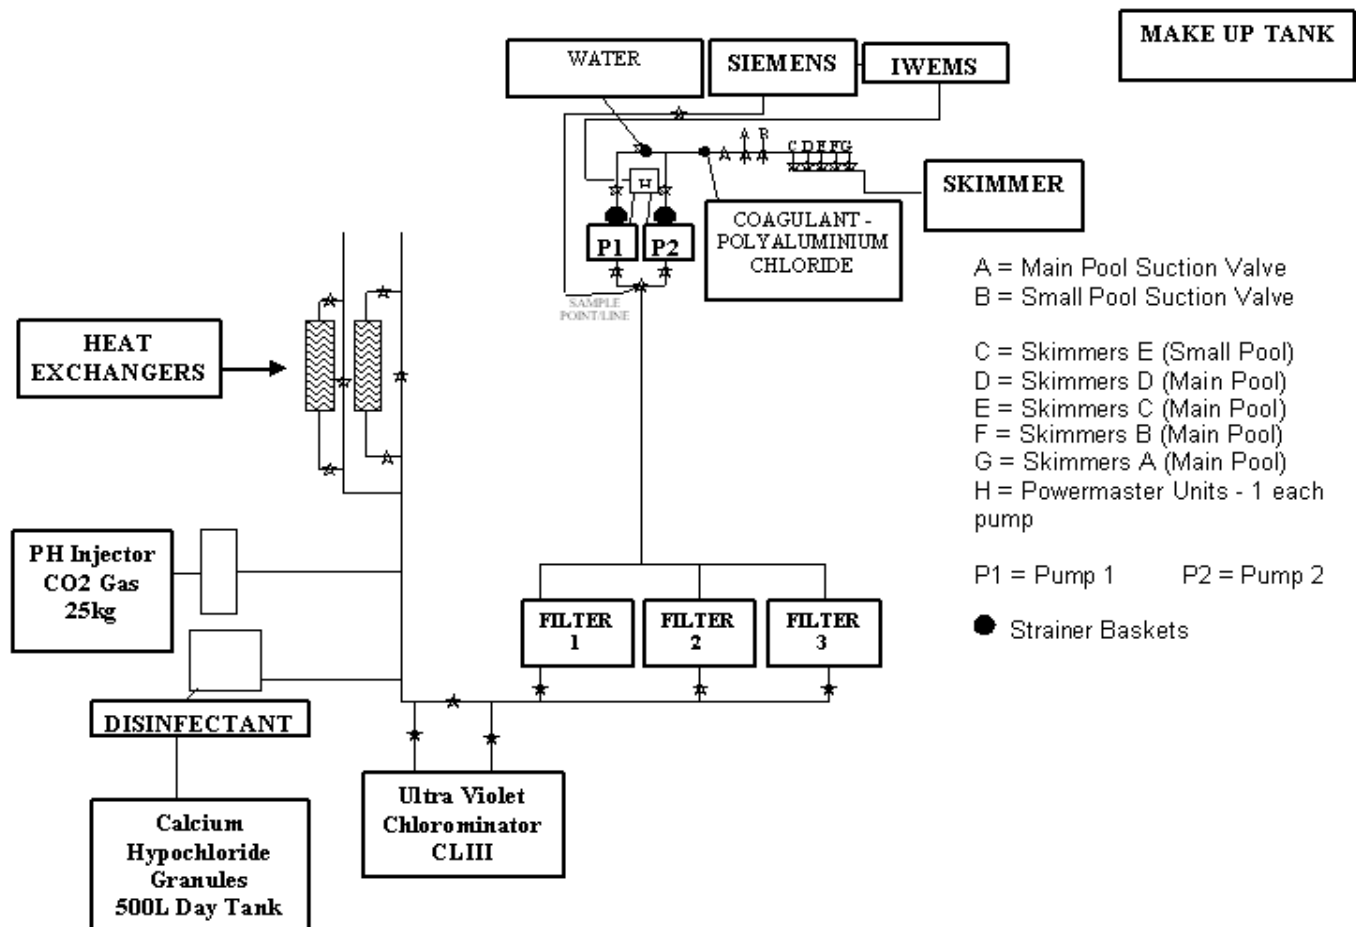 MAKE UP TANK
WATER
SIEMENS
IWEMS
A B
C D E F G
H
SKIMMER
P1
P2
COAGULANT -
POLYALUMINIUM
CHLORIDE
SAMPLE
POINT/LINE
A = Main Pool Suction Valve
B = Small Pool Suction Valve
C = Skimmers E (Small Pool)
D = Skimmers D (Main Pool)
E = Skimmers C (Main Pool)
F = Skimmers B (Main Pool)
G = Skimmers A (Main Pool)
H = Powermaster Units - 1 each
pump
P1 = Pump 1 P2 = Pump 2
Strainer Baskets
HEAT
EXCHANGERS
PH Injector
CO2 Gas
25kg
FILTER
1
FILTER
2
FILTER
3
DISINFECTANT
Calcium
Hypochloride
Granules
500L Day Tank
Ultra Violet
Chlorominator
CLIII